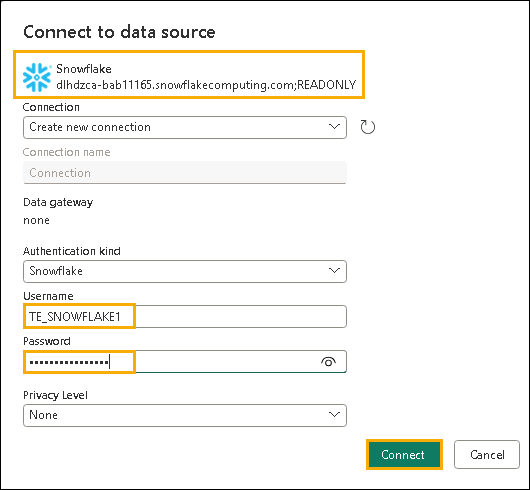 Connect to data source
Snowflake
dlhdzca-bab11165.snowflakecomputing.com;READONLY
Connection
Create new connection
Connection name
Connection
Data gateway
none
Authentication kind
Snowflake
Username
TE_SNOWFLAKE1
Password
••••••••••••••••
Privacy Level
None
Connect Cancel